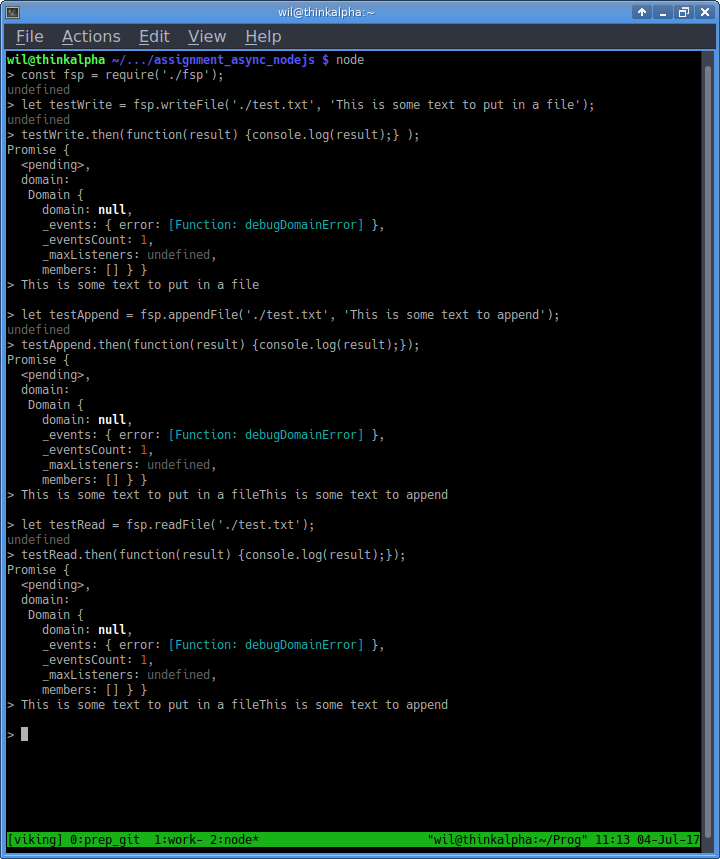 wil@thinkalpha:~
File Actions Edit View Help
wil@thinkalpha ~/.../assignment_async_nodejs $ node
> const fsp = require('./fsp');
undefined
> let testWrite = fsp.writeFile('./test.txt', 'This is some text to put in a file');
undefined
> testWrite.then(function(result) {console.log(result);} );
Promise {
  <pending>,
  domain:
   Domain {
     domain: null,
     _events: { error: [Function: debugDomainError] },
     _eventsCount: 1,
     _maxListeners: undefined,
     members: [] } }
> This is some text to put in a file

> let testAppend = fsp.appendFile('./test.txt', 'This is some text to append');
undefined
> testAppend.then(function(result) {console.log(result);});
Promise {
  <pending>,
  domain:
   Domain {
     domain: null,
     _events: { error: [Function: debugDomainError] },
     _eventsCount: 1,
     _maxListeners: undefined,
     members: [] } }
> This is some text to put in a fileThis is some text to append

> let testRead = fsp.readFile('./test.txt');
undefined
> testRead.then(function(result) {console.log(result);});
Promise {
  <pending>,
  domain:
   Domain {
     domain: null,
     _events: { error: [Function: debugDomainError] },
     _eventsCount: 1,
     _maxListeners: undefined,
     members: [] } }
> This is some text to put in a fileThis is some text to append

>
[viking] 0:prep_git  1:work- 2:node* "wil@thinkalpha:~/Prog" 11:13 04-Jul-17